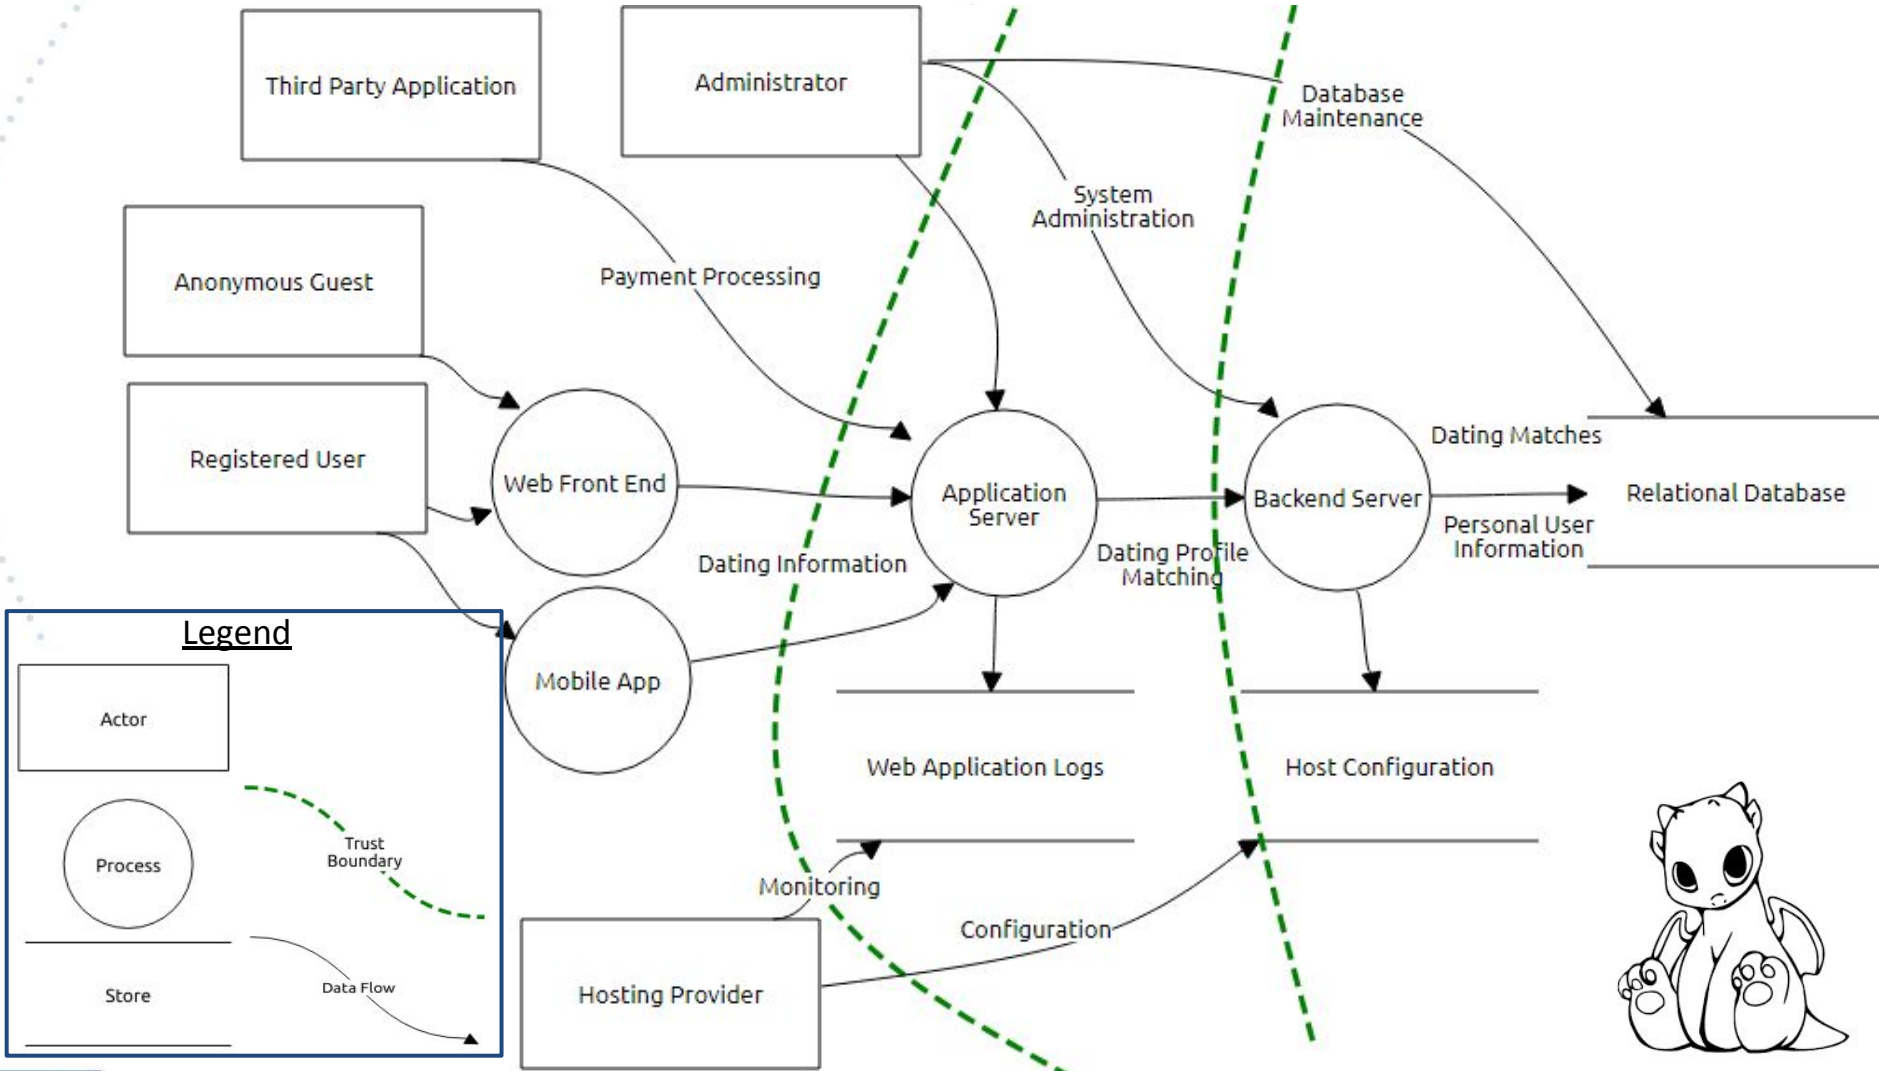 Third Party Application
Administrator
Database
Maintenance
System
Administration
Anonymous Guest
Payment Processing
Registered User
Web Front End
Application
Server
Backend Server
Dating Matches
Relational Database
Personal User
Information
Dating Information
Dating Profile
Matching
Mobile App
Web Application Logs
Host Configuration
Monitoring
Configuration
Hosting Provider
Legend
Actor
Trust
Boundary
Process
Store
Data Flow